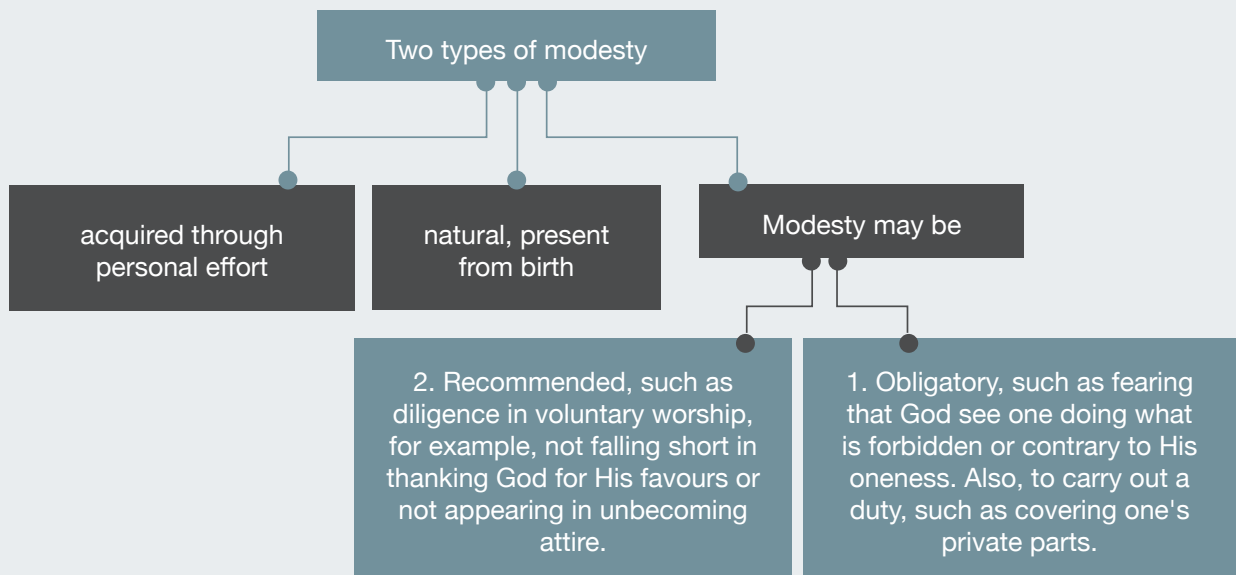 Two types of modesty
acquired through
personal effort
natural, present
from birth
Modesty may be
2. Recommended, such as
diligence in voluntary worship,
for example, not falling short in
thanking God for His favours or
not appearing in unbecoming
attire.
1. Obligatory, such as fearing
that God see one doing what
is forbidden or contrary to His
oneness. Also, to carry out a
duty, such as covering one's
private parts.